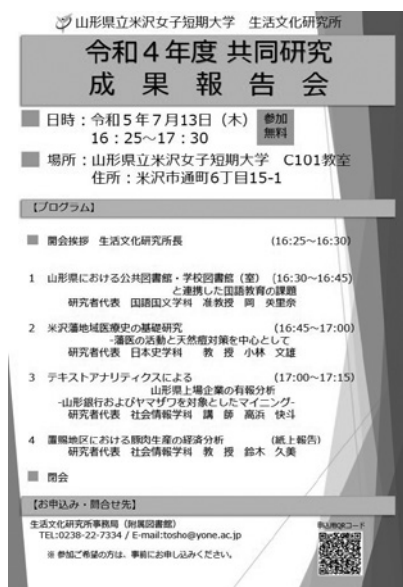 山形県立米沢女子短期大学 生活文化研究所
令和4年度 共同研究
成果報告会
日時：令和5年7月13日（木）
参加
無料
16：25～17：30
場所：山形県立米沢女子短期大学 C101教室
住所：米沢市通町6丁目15-1
【プログラム】
開会挨拶 生活文化研究所長 (16:25～16:30)
1 山形県における公共図書館・学校図書館（室） (16:30～16:45)
と連携した国語教育の課題
研究者代表 国語国文学科 准教授 岡 英里奈
2 米沢藩地域医療史の基礎研究 (16:45～17:00)
-藩医の活動と天然痘対策を中心として
研究者代表 日本史学科 教 授 小林 文雄
3 テキストアナリティクスによる (17:00～17:15)
山形県上場企業の有報分析
-山形銀行およびヤマザワを対象としたマイニング-
研究者代表 社会情報学科 講 師 高浜 快斗
4 置賜地区における豚肉生産の経済分析 (紙上報告)
研究者代表 社会情報学科 教 授 鈴木 久美
閉会
【お申込み・問合せ先】
生活文化研究所事務局（附属図書館）
TEL:0238-22-7334 / E-mail:tosho@yone.ac.jp
※ 参加ご希望の方は、事前にお申し込みください。
申込用QRコード